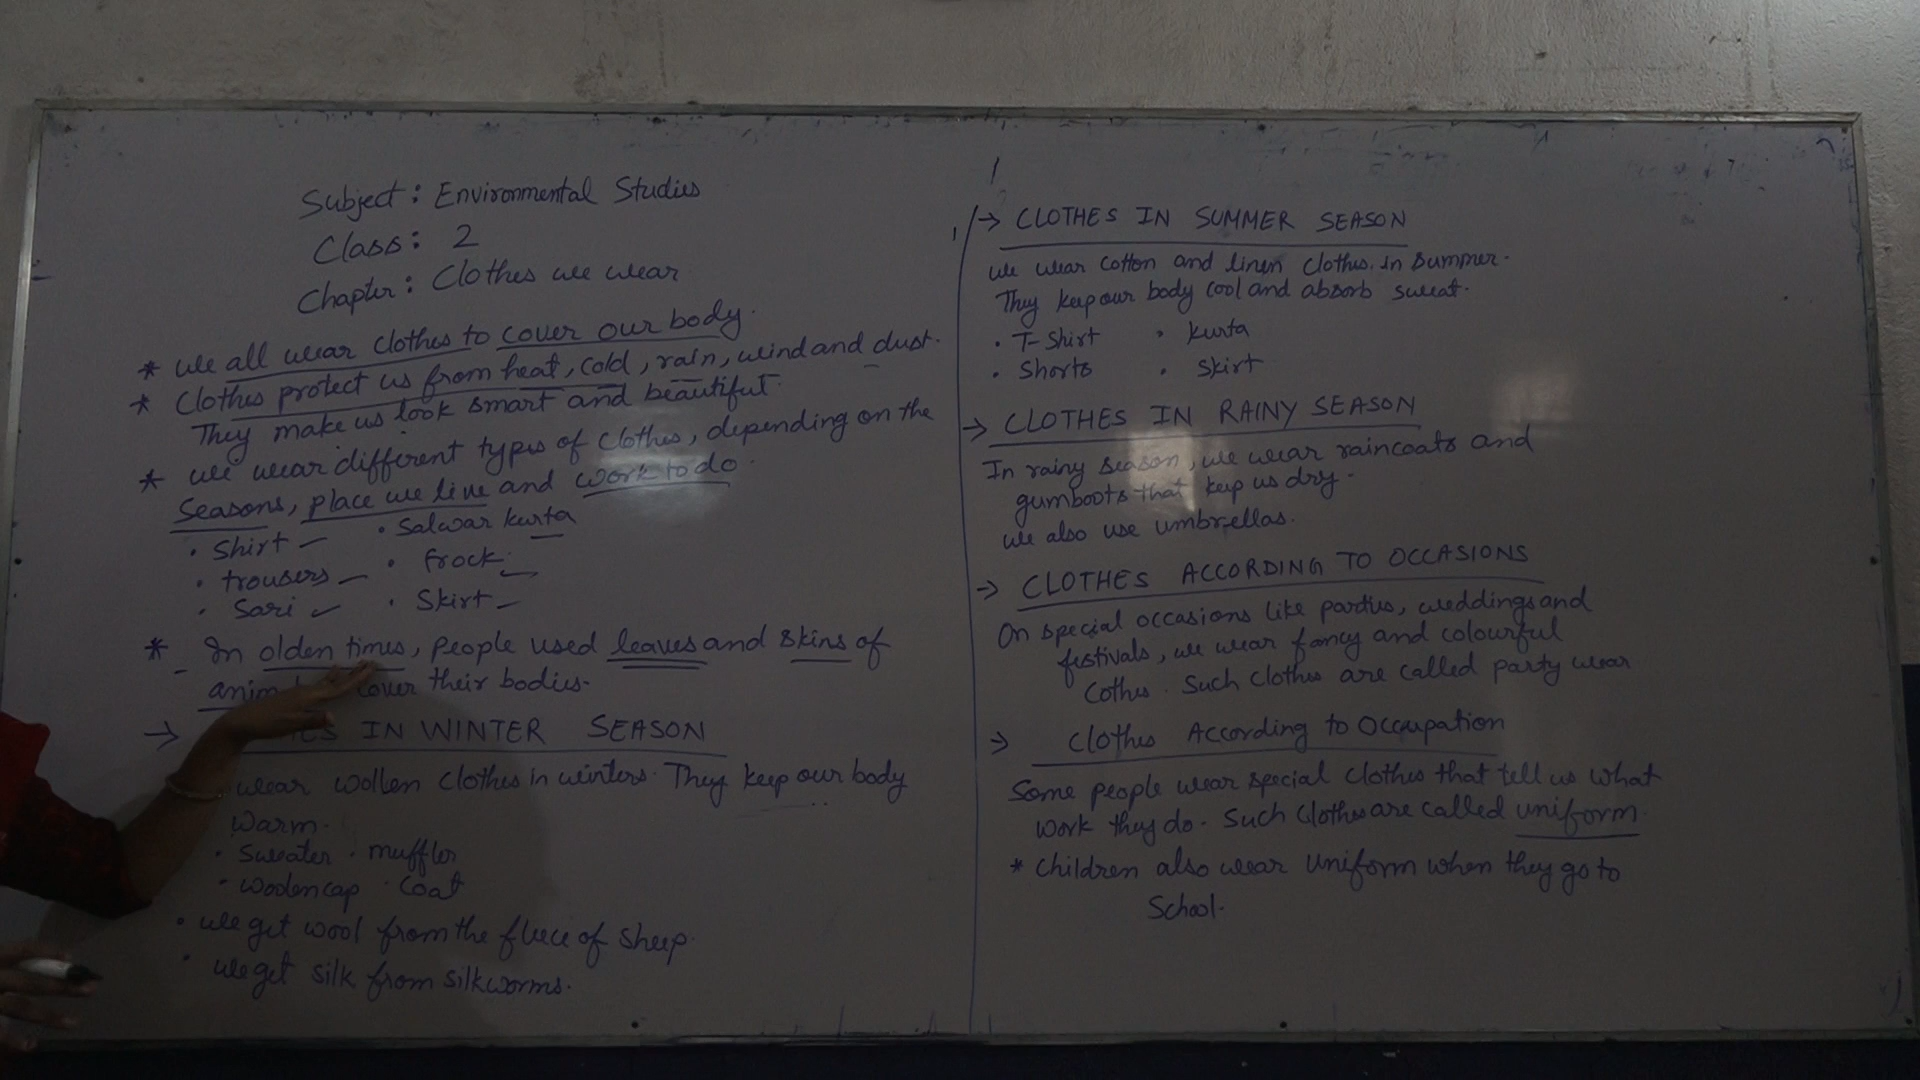 Subject: Environmental Studies
Class: 2
Chapter: Clothes we wear
* We all wear clothes to cover our body.
* Clothes protect us from heat, cold, rain, wind and dust.
They make us look smart and beautiful.
* We wear different types of clothes, depending on the
Seasons, place we live and work to do.
• Shirt • Salwar kurta
• trousers • frock
• Sari • Skirt
* In olden times, people used leaves and skins of
anim cover their bodies.
→ ES IN WINTER SEASON
wear wollen clothes in winters. They keep our body
warm.
• Sweater • muffler
• woolen cap • coat
• We get wool from the fleece of sheep.
• We get silk from silkworms.
→ CLOTHES IN SUMMER SEASON
We wear cotton and linen clothes in summer.
They keep our body cool and absorb sweat.
• T-Shirt • Kurta
• Shorts • Skirt
→ CLOTHES IN RAINY SEASON
In rainy season, we wear raincoats and
gumboots that keep us dry.
We also use umbrellas.
→ CLOTHES ACCORDING TO OCCASIONS
On special occasions like parties, weddings and
festivals, we wear fancy and colourful
Cothes. Such clothes are called party wear
→ Clothes According to Occupation
Some people wear special clothes that tell us what
work they do. Such clothes are called uniform.
* Children also wear uniform when they go to
School.